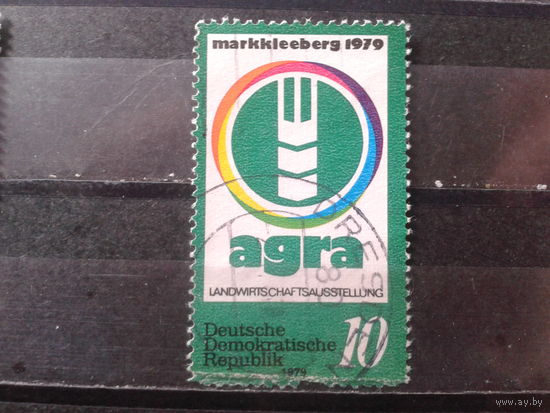 markkleeberg 1979
agra
LANDWIRTSCHAFTSAUSSTELLUNG
Deutsche
Demokratische
Republik
10
1979
www.ay.by